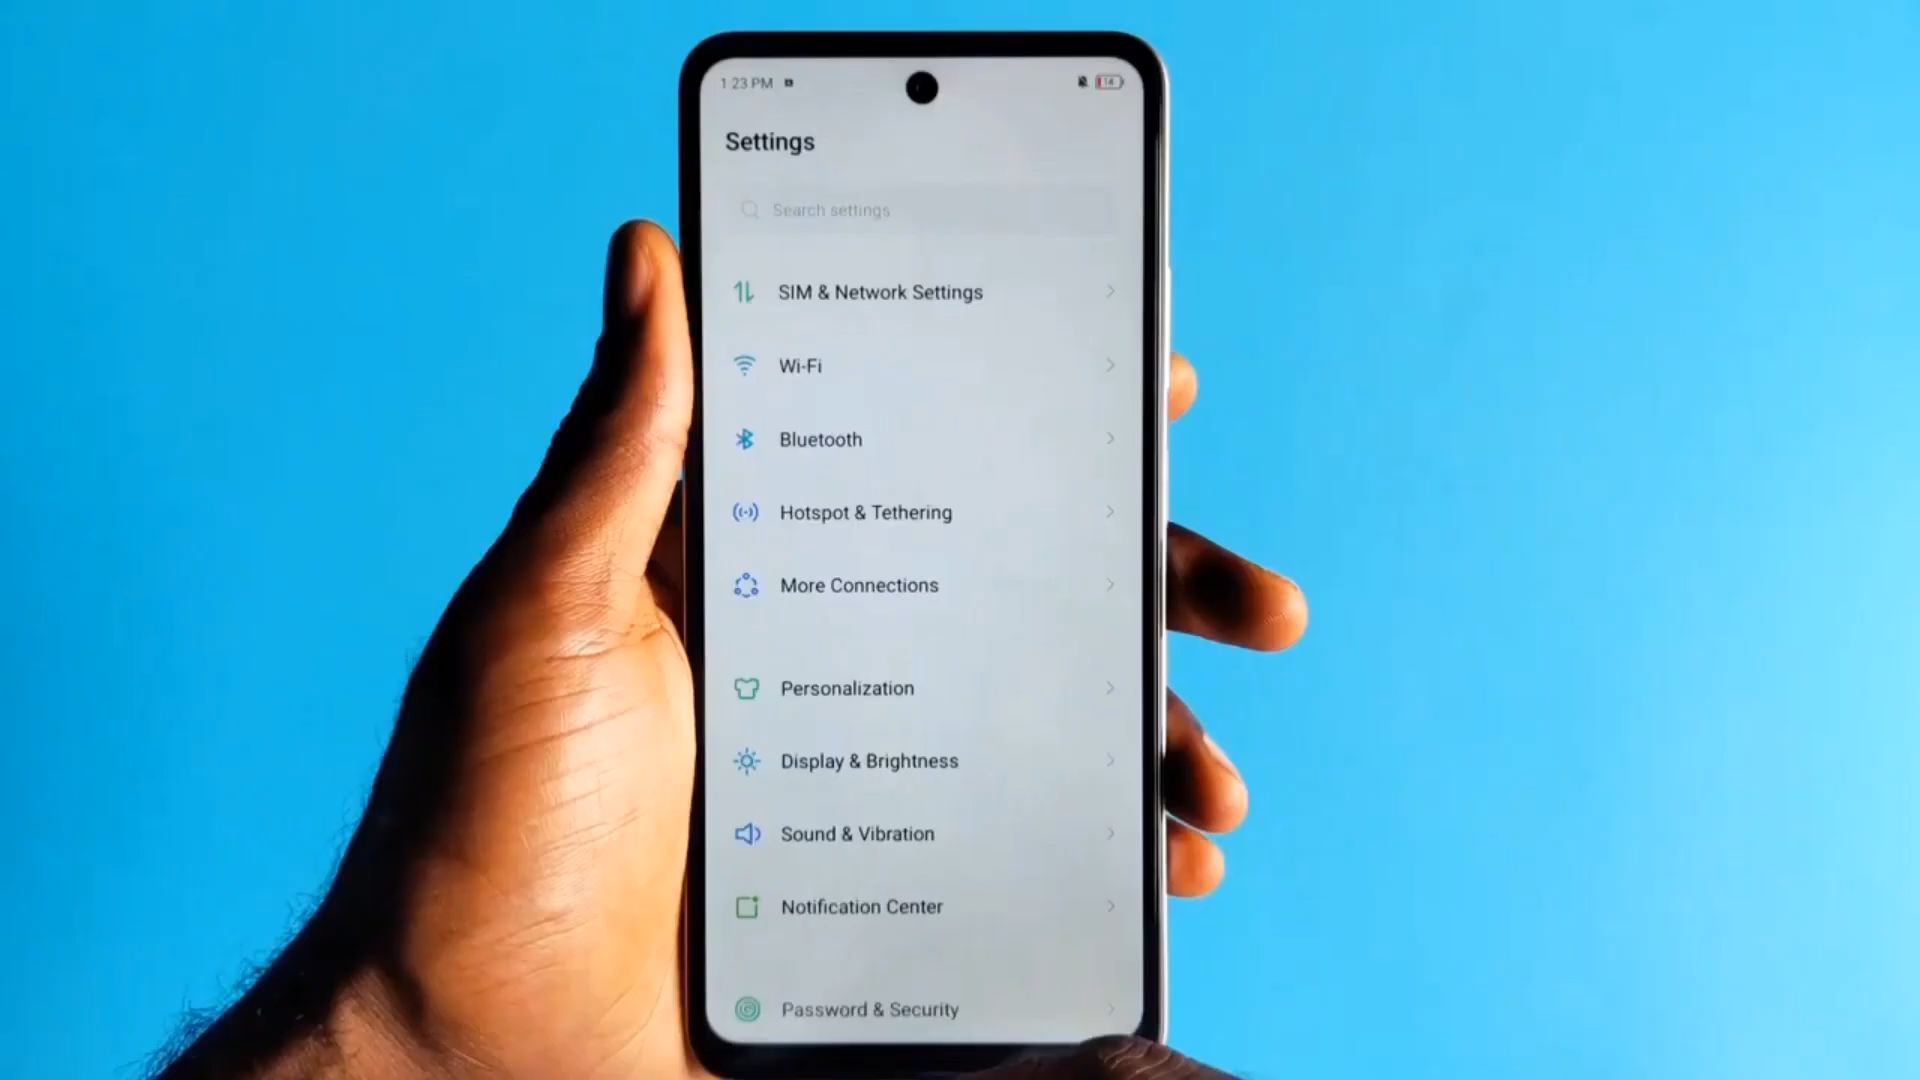 1:23 PM
14
Settings
Search settings
SIM & Network Settings
Wi-Fi
Bluetooth
Hotspot & Tethering
More Connections
Personalization
Display & Brightness
Sound & Vibration
Notification Center
Password & Security